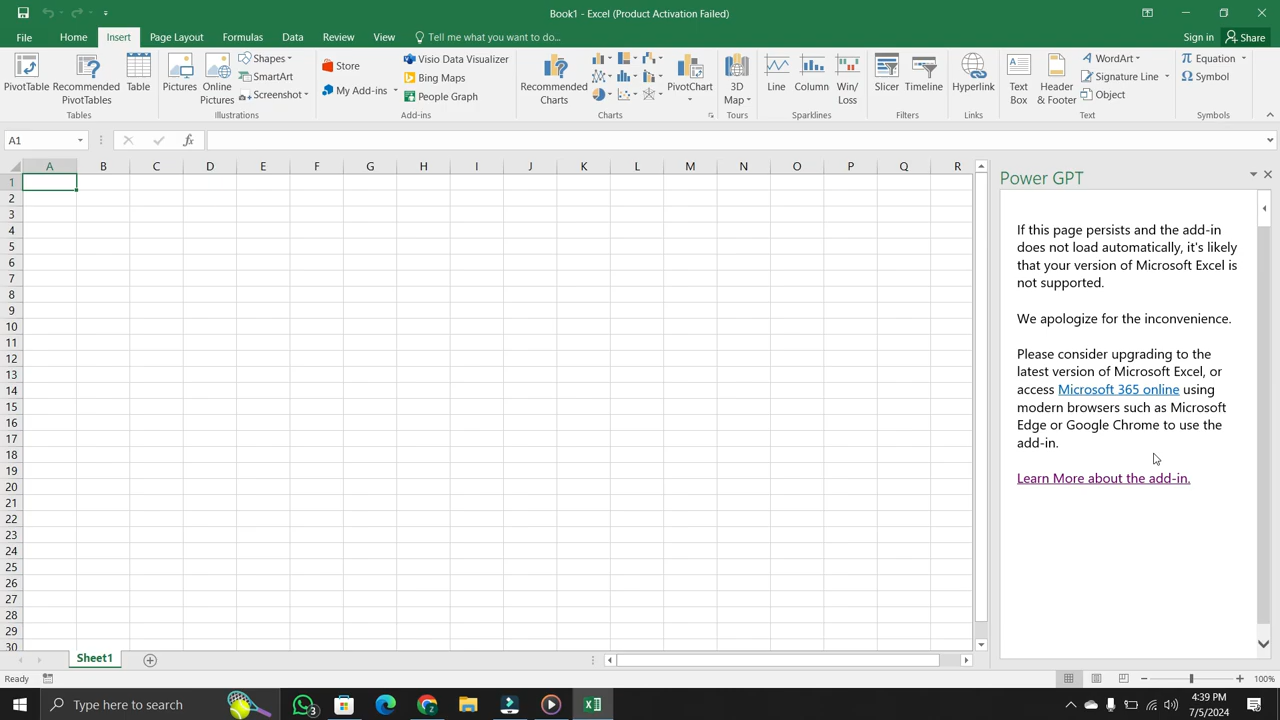 Book1 - Excel (Product Activation Failed)
File Home Insert Page Layout Formulas Data Review View Tell me what you want to do... Sign in Share
PivotTable Recommended PivotTables Table
Tables
Pictures Online Pictures Shapes SmartArt Screenshot
Illustrations
Store My Add-ins Visio Data Visualizer Bing Maps People Graph
Add-ins
Recommended Charts PivotChart
Charts
3D Map
Tours
Line Column Win/Loss
Sparklines
Slicer Timeline
Filters
Hyperlink
Links
Text Box Header & Footer WordArt Signature Line Object
Text
Equation Symbol
Symbols
A1 fx
A B C D E F G H I J K L M N O P Q R
1
2
3
4
5
6
7
8
9
10
11
12
13
14
15
16
17
18
19
20
21
22
23
24
25
26
27
28
29
30
Power GPT
If this page persists and the add-in
does not load automatically, it's likely
that your version of Microsoft Excel is
not supported.
We apologize for the inconvenience.
Please consider upgrading to the
latest version of Microsoft Excel, or
access Microsoft 365 online using
modern browsers such as Microsoft
Edge or Google Chrome to use the
add-in.
Learn More about the add-in.
Sheet1
Ready 100%
Type here to search 3
4:39 PM
7/5/2024